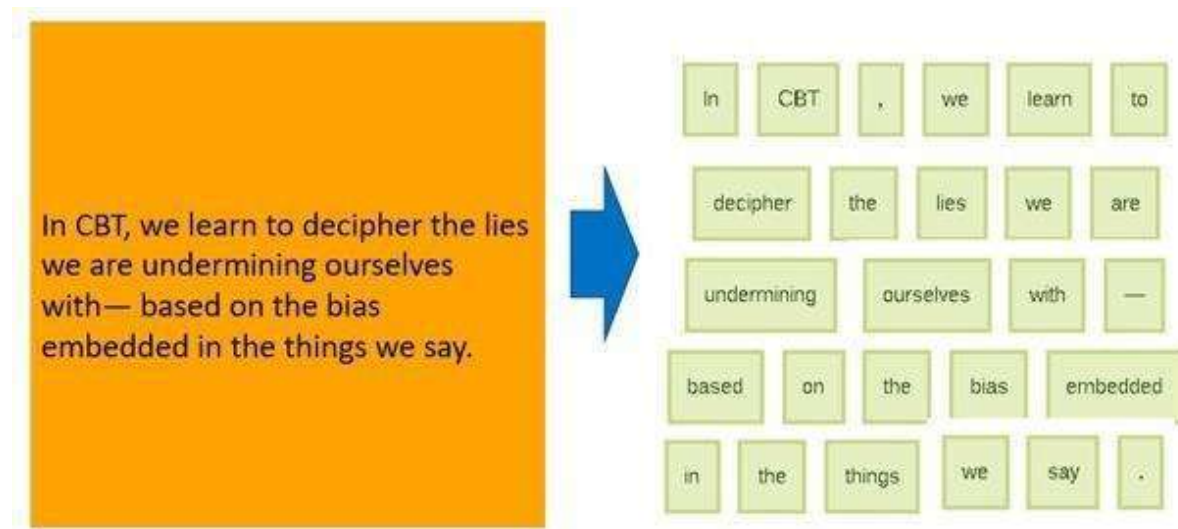 In CBT, we learn to decipher the lies
we are undermining ourselves
with— based on the bias
embedded in the things we say.
In CBT , we learn to
decipher the lies we are
undermining ourselves with —
based on the bias embedded
in the things we say .